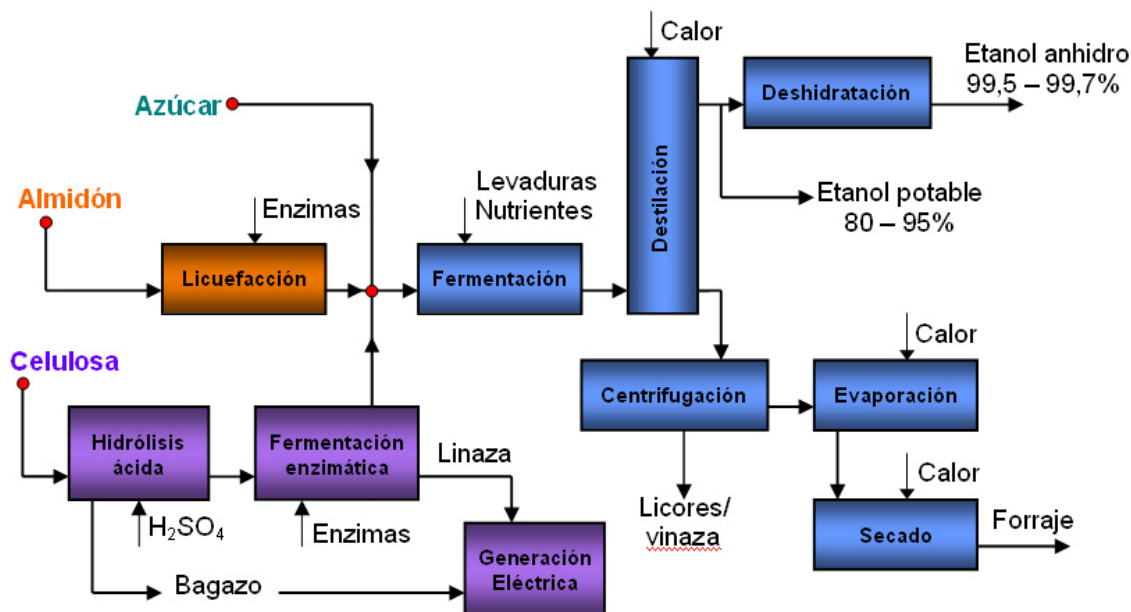 Calor
Etanol anhidro
99,5 – 99,7%
Deshidratación
Azúcar
Destilación
Levaduras
Nutrientes
Etanol potable
80 – 95%
Almidón
Enzimas
Licuefacción
Fermentación
Celulosa
Calor
Centrifugación
Evaporación
Hidrólisis
ácida
Fermentación
enzimática
Linaza
Calor
H₂SO₄
Enzimas
Licores/
vinaza
Secado
Forraje
Generación
Eléctrica
Bagazo